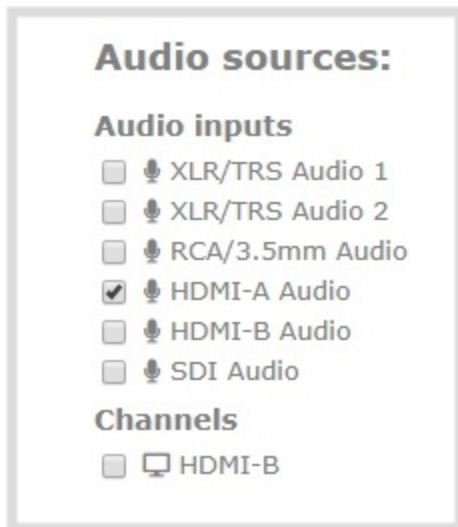 Audio sources:
Audio inputs
XLR/TRS Audio 1
XLR/TRS Audio 2
RCA/3.5mm Audio
HDMI-A Audio
HDMI-B Audio
SDI Audio
Channels
HDMI-B